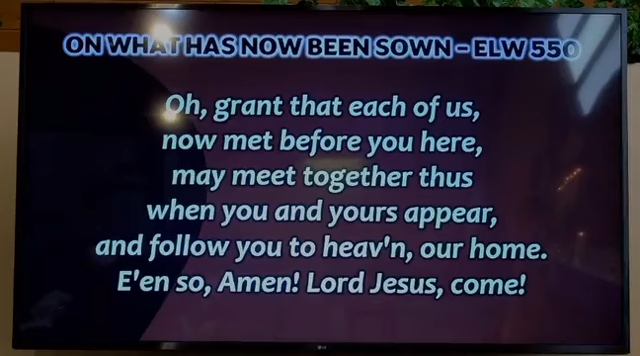 ON WHAT HAS NOW BEEN SOWN – ELW 550
Oh, grant that each of us,
now met before you here,
may meet together thus
when you and yours appear,
and follow you to heav'n, our home.
E'en so, Amen! Lord Jesus, come!
LG